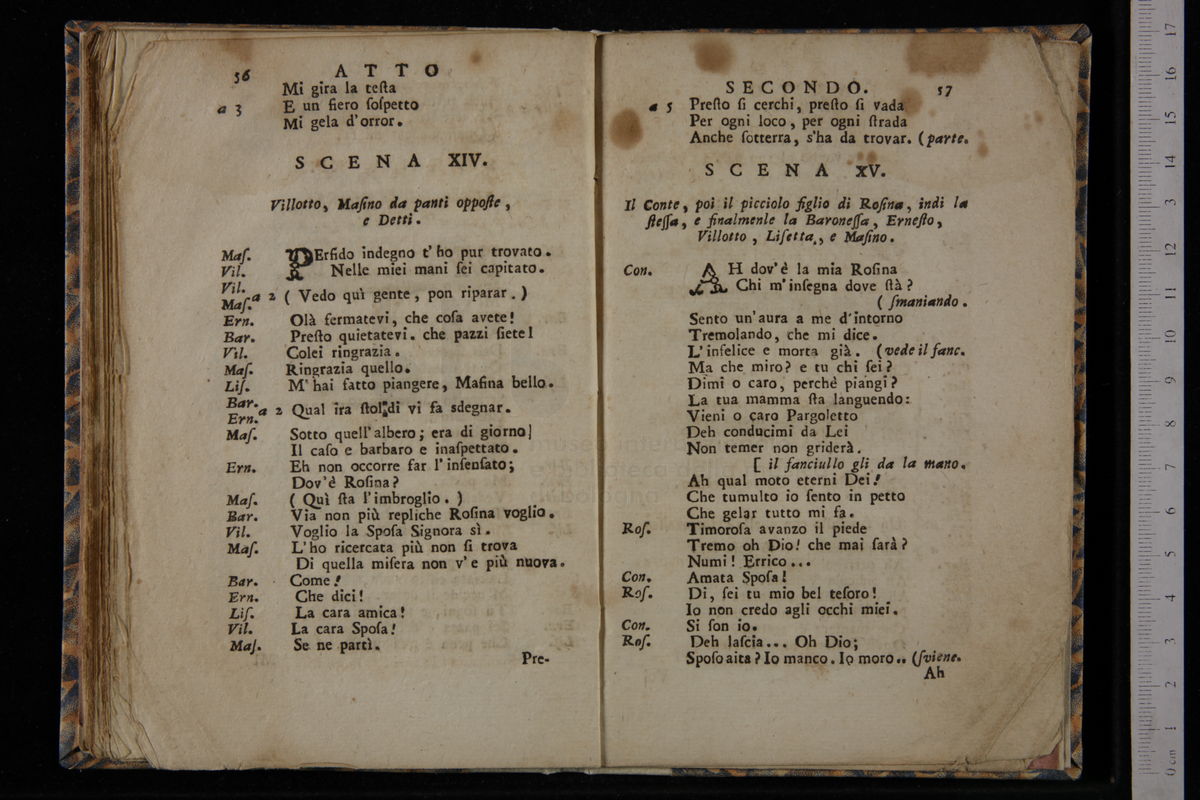 56 ATTO
Mi gira la teſta
a 3 E un fiero ſoſpetto
Mi gela d'orror.
SCENA XIV.
Villotto, Maſino da panti oppoſte,
e Detti.
Maſ. PErfido indegno t'ho pur trovato.
Vil. Nelle miei mani ſei capitato.
Vil.
Maſ. a 2 ( Vedo quì gente, pon riparar. )
Ern. Olà fermatevi, che coſa avete!
Bar. Preſto quietatevi. che pazzi ſiete!
Vil. Colei ringrazia.
Maſ. Ringrazia quello.
Liſ. M'hai fatto piangere, Maſina bello.
Bar.
Ern. a 2 Qual ira ſtolidi vi fa sdegnar.
Maſ. Sotto quell'albero; era di giorno]
Il caſo e barbaro e inaſpettato.
Ern. Eh non occorre far l'inſenſato;
Dov'è Roſina?
Maſ. ( Quì ſta l'imbroglio. )
Bar. Via non più repliche Roſina voglio.
Vil. Voglio la Spoſa Signora sì.
Maſ. L'ho ricercata più non ſi trova
Di quella miſera non v'e più nuova.
Bar. Come!
Ern. Che dici!
Liſ. La cara amica!
Vil. La cara Spoſa!
Maſ. Se ne partì.
Pre-
SECONDO. 57
a 5 Preſto ſi cerchi, preſto ſi vada
Per ogni loco, per ogni ſtrada
Anche ſotterra, s'ha da trovar. (parte.
SCENA XV.
Il Conte, poi il picciolo figlio di Roſina, indi la
ſteſſa, e finalmenle la Baroneſſa, Erneſto,
Villotto, Liſetta, e Maſino.
Con. AH dov'è la mia Roſina
Chi m'inſegna dove ſtà?
( ſmaniando.
Sento un'aura a me d'intorno
Tremolando, che mi dice.
L'infelice e morta già. (vede il fanc.
Ma che miro? e tu chi ſei?
Dimi o caro, perchè piangi?
La tua mamma ſta languendo:
Vieni o caro Pargoletto
Deh conducimi da Lei
Non temer non griderà.
[ il fanciullo gli da la mano.
Ah qual moto eterni Dei!
Che tumulto io ſento in petto
Che gelar tutto mi fa.
Roſ. Timoroſa avanzo il piede
Tremo oh Dio! che mai ſarà?
Numi! Errico...
Con. Amata Spoſa!
Roſ. Di, ſei tu mio bel teſoro!
Io non credo agli occhi miei.
Con. Si ſon io.
Roſ. Deh laſcia... Oh Dio;
Spoſo aita? Io manco. Io moro.. (ſviene.
Ah